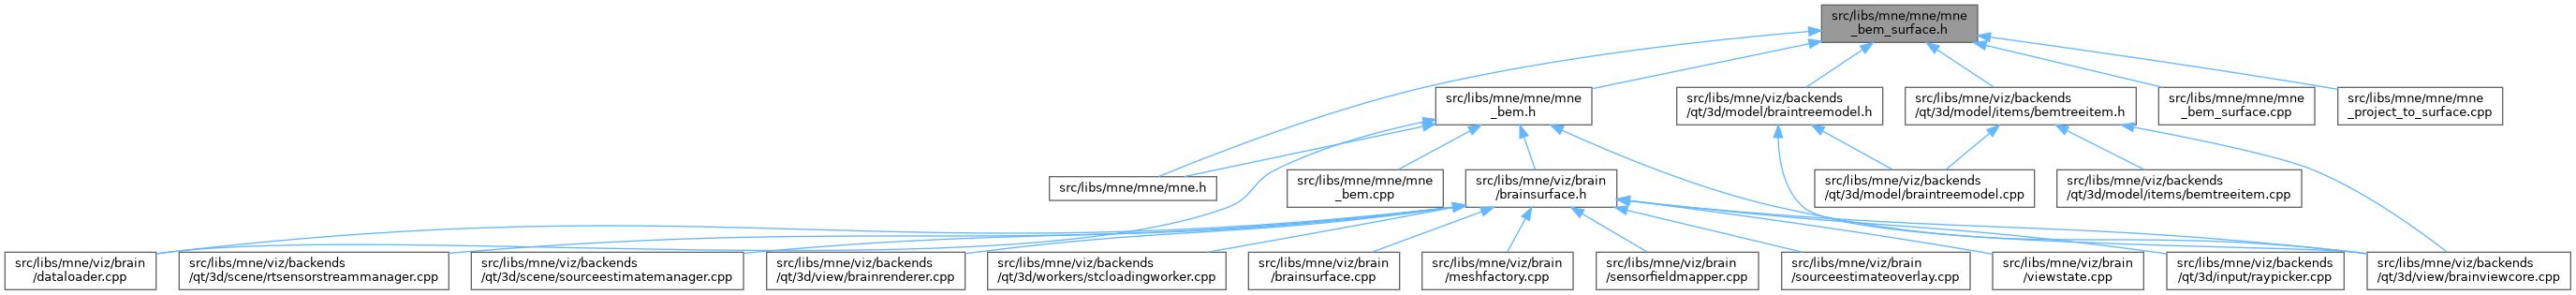 src/libs/mne/mne/mne
_bem_surface.h
src/libs/mne/mne/mne
_bem.h
src/libs/mne/viz/backends
/qt/3d/model/braintreemodel.h
src/libs/mne/viz/backends
/qt/3d/model/items/bemtreeitem.h
src/libs/mne/mne/mne
_bem_surface.cpp
src/libs/mne/mne/mne
_project_to_surface.cpp
src/libs/mne/mne/mne.h
src/libs/mne/mne/mne
_bem.cpp
src/libs/mne/viz/brain
/brainsurface.h
src/libs/mne/viz/backends
/qt/3d/model/braintreemodel.cpp
src/libs/mne/viz/backends
/qt/3d/model/items/bemtreeitem.cpp
src/libs/mne/viz/brain
/dataloader.cpp
src/libs/mne/viz/backends
/qt/3d/scene/rtsensorstreammanager.cpp
src/libs/mne/viz/backends
/qt/3d/scene/sourceestimatemanager.cpp
src/libs/mne/viz/backends
/qt/3d/view/brainrenderer.cpp
src/libs/mne/viz/backends
/qt/3d/workers/stcloadingworker.cpp
src/libs/mne/viz/brain
/brainsurface.cpp
src/libs/mne/viz/brain
/meshfactory.cpp
src/libs/mne/viz/brain
/sensorfieldmapper.cpp
src/libs/mne/viz/brain
/sourceestimateoverlay.cpp
src/libs/mne/viz/brain
/viewstate.cpp
src/libs/mne/viz/backends
/qt/3d/input/raypicker.cpp
src/libs/mne/viz/backends
/qt/3d/view/brainviewcore.cpp